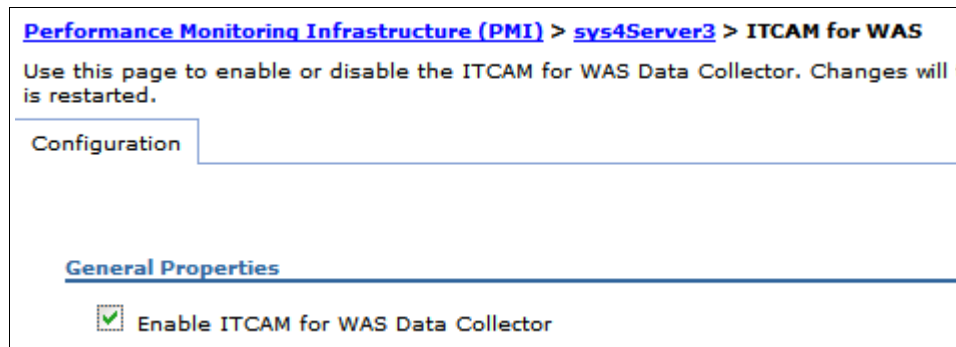 Performance Monitoring Infrastructure (PMI) > sys4Server3 > ITCAM for WAS
Use this page to enable or disable the ITCAM for WAS Data Collector. Changes will
is restarted.
Configuration
General Properties
Enable ITCAM for WAS Data Collector